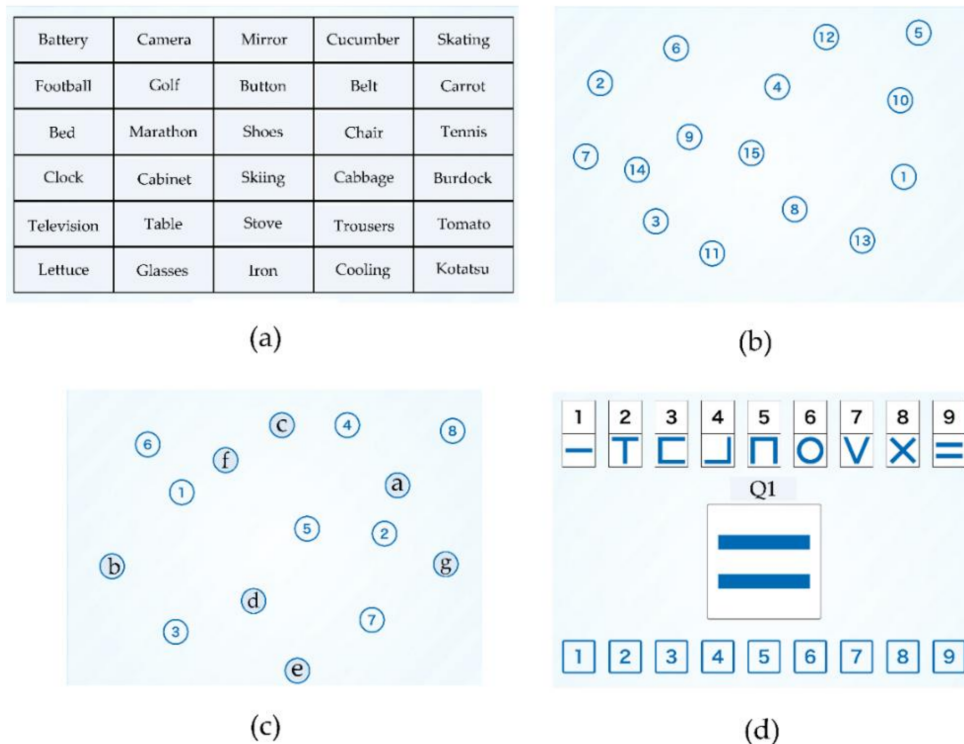 Battery Camera Mirror Cucumber Skating
Football Golf Button Belt Carrot
Bed Marathon Shoes Chair Tennis
Clock Cabinet Skiing Cabbage Burdock
Television Table Stove Trousers Tomato
Lettuce Glasses Iron Cooling Kotatsu
(a)
12 5
6
2 4
10
9
7 15
14 1
3 8
11 13
(b)
c 4 8
6
f
1 a
5 2
b g
d
3 7
e
(c)
1 2 3 4 5 6 7 8 9
Q1
1 2 3 4 5 6 7 8 9
(d)